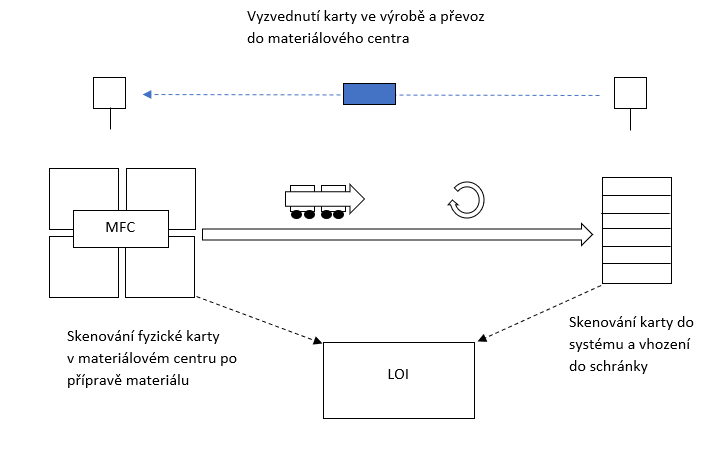 Vyzvednutí karty ve výrobě a převoz
do materiálového centra
MFC
Skenování fyzické karty
v materiálovém centru po
přípravě materiálu
LOI
Skenování karty do
systému a vhození
do schránky